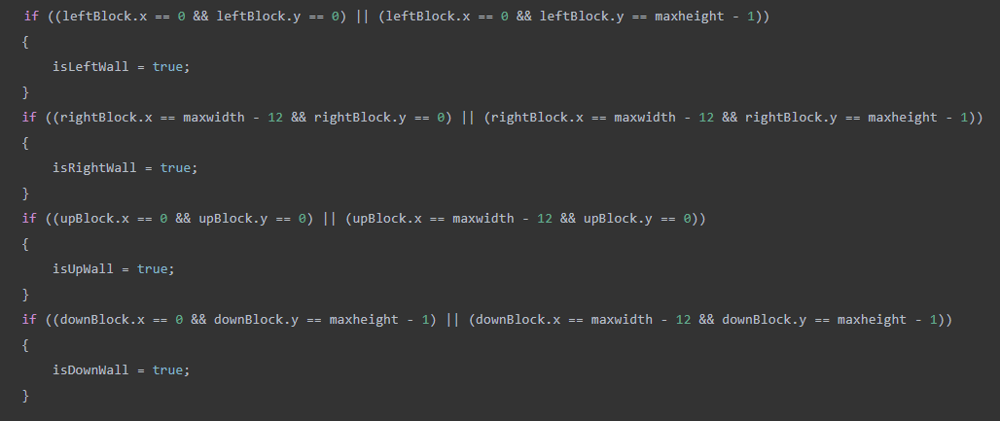 if ((leftBlock.x == 0 && leftBlock.y == 0) || (leftBlock.x == 0 && leftBlock.y == maxheight - 1))
{
    isLeftWall = true;
}
if ((rightBlock.x == maxwidth - 12 && rightBlock.y == 0) || (rightBlock.x == maxwidth - 12 && rightBlock.y == maxheight - 1))
{
    isRightWall = true;
}
if ((upBlock.x == 0 && upBlock.y == 0) || (upBlock.x == maxwidth - 12 && upBlock.y == 0))
{
    isUpWall = true;
}
if ((downBlock.x == 0 && downBlock.y == maxheight - 1) || (downBlock.x == maxwidth - 12 && downBlock.y == maxheight - 1))
{
    isDownWall = true;
}